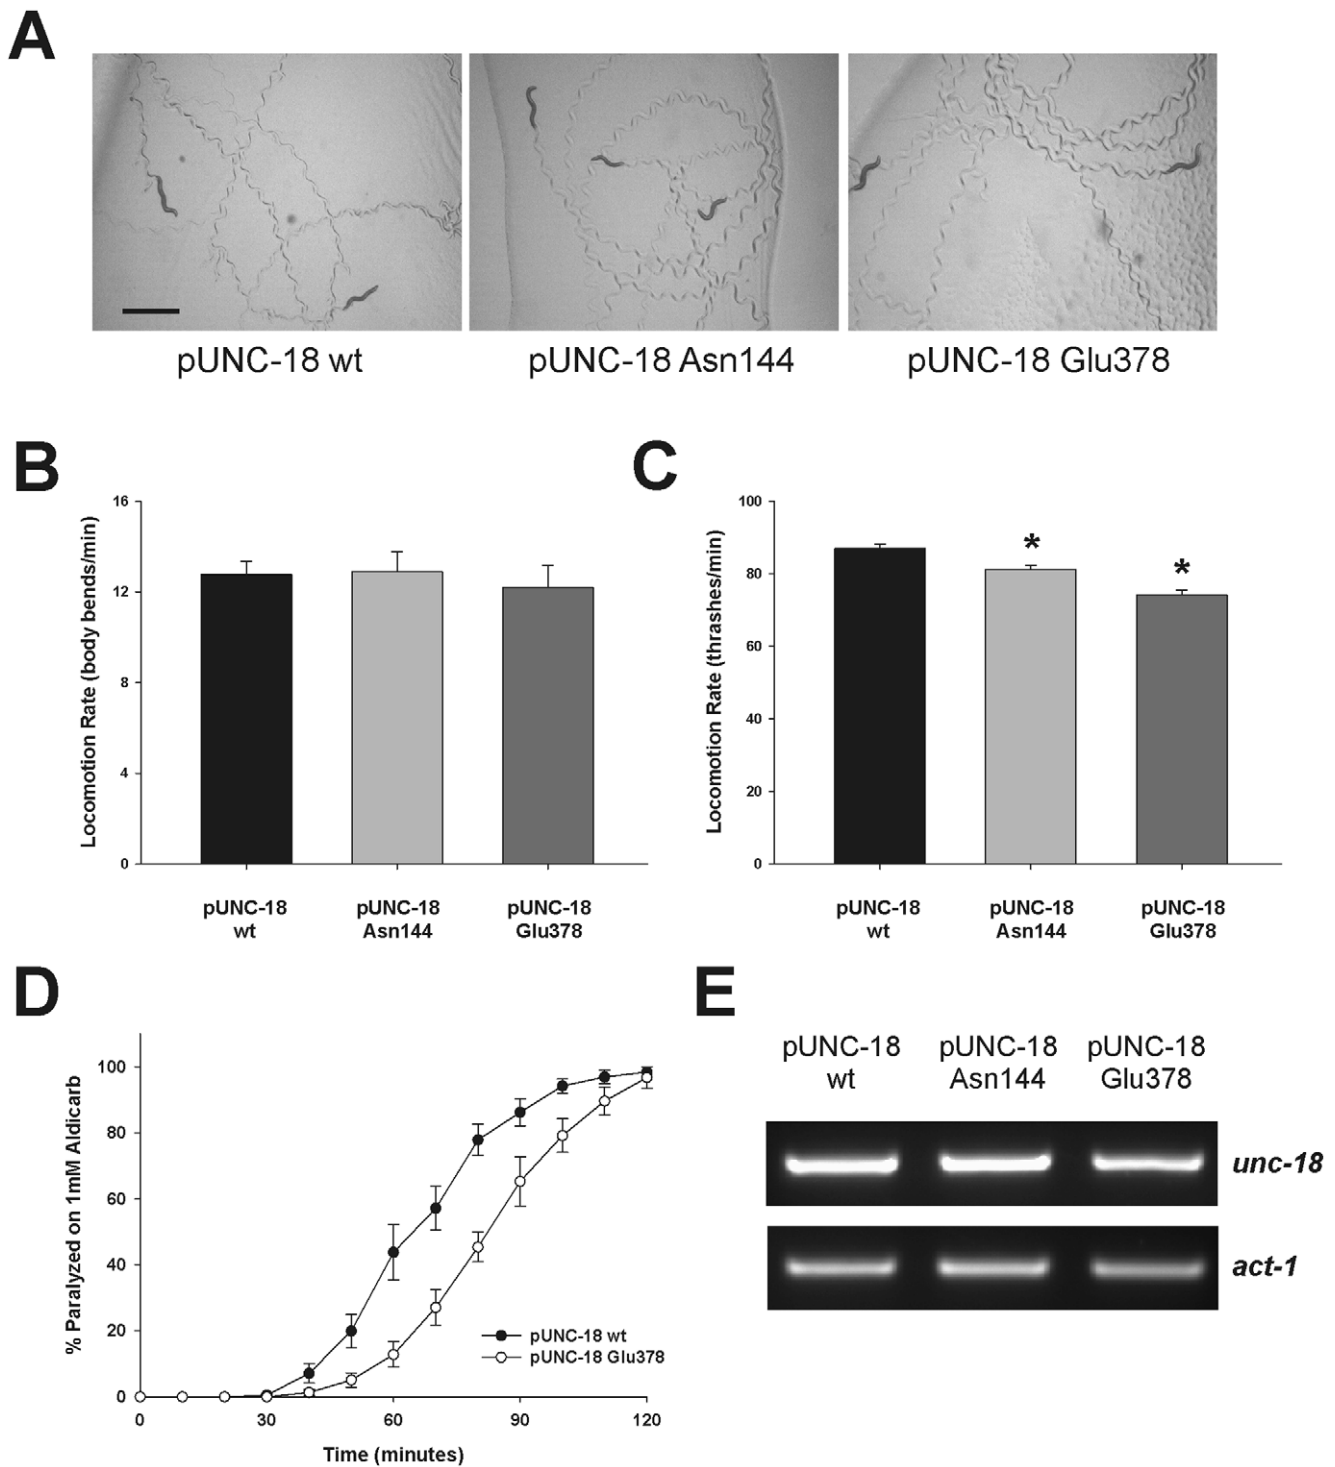 A
pUNC-18 wt
pUNC-18 Asn144
pUNC-18 Glu378
B
Locomotion Rate (body bends/min)
16
12
8
4
0
pUNC-18
wt
pUNC-18
Asn144
pUNC-18
Glu378
C
Locomotion Rate (thrashes/min)
100
80
60
40
20
0
*
*
pUNC-18
wt
pUNC-18
Asn144
pUNC-18
Glu378
D
% Paralyzed on 1mM Aldicarb
100
80
60
40
20
0
pUNC-18 wt
pUNC-18 Glu378
0
30
60
90
120
Time (minutes)
E
pUNC-18
wt
pUNC-18
Asn144
pUNC-18
Glu378
unc-18
act-1